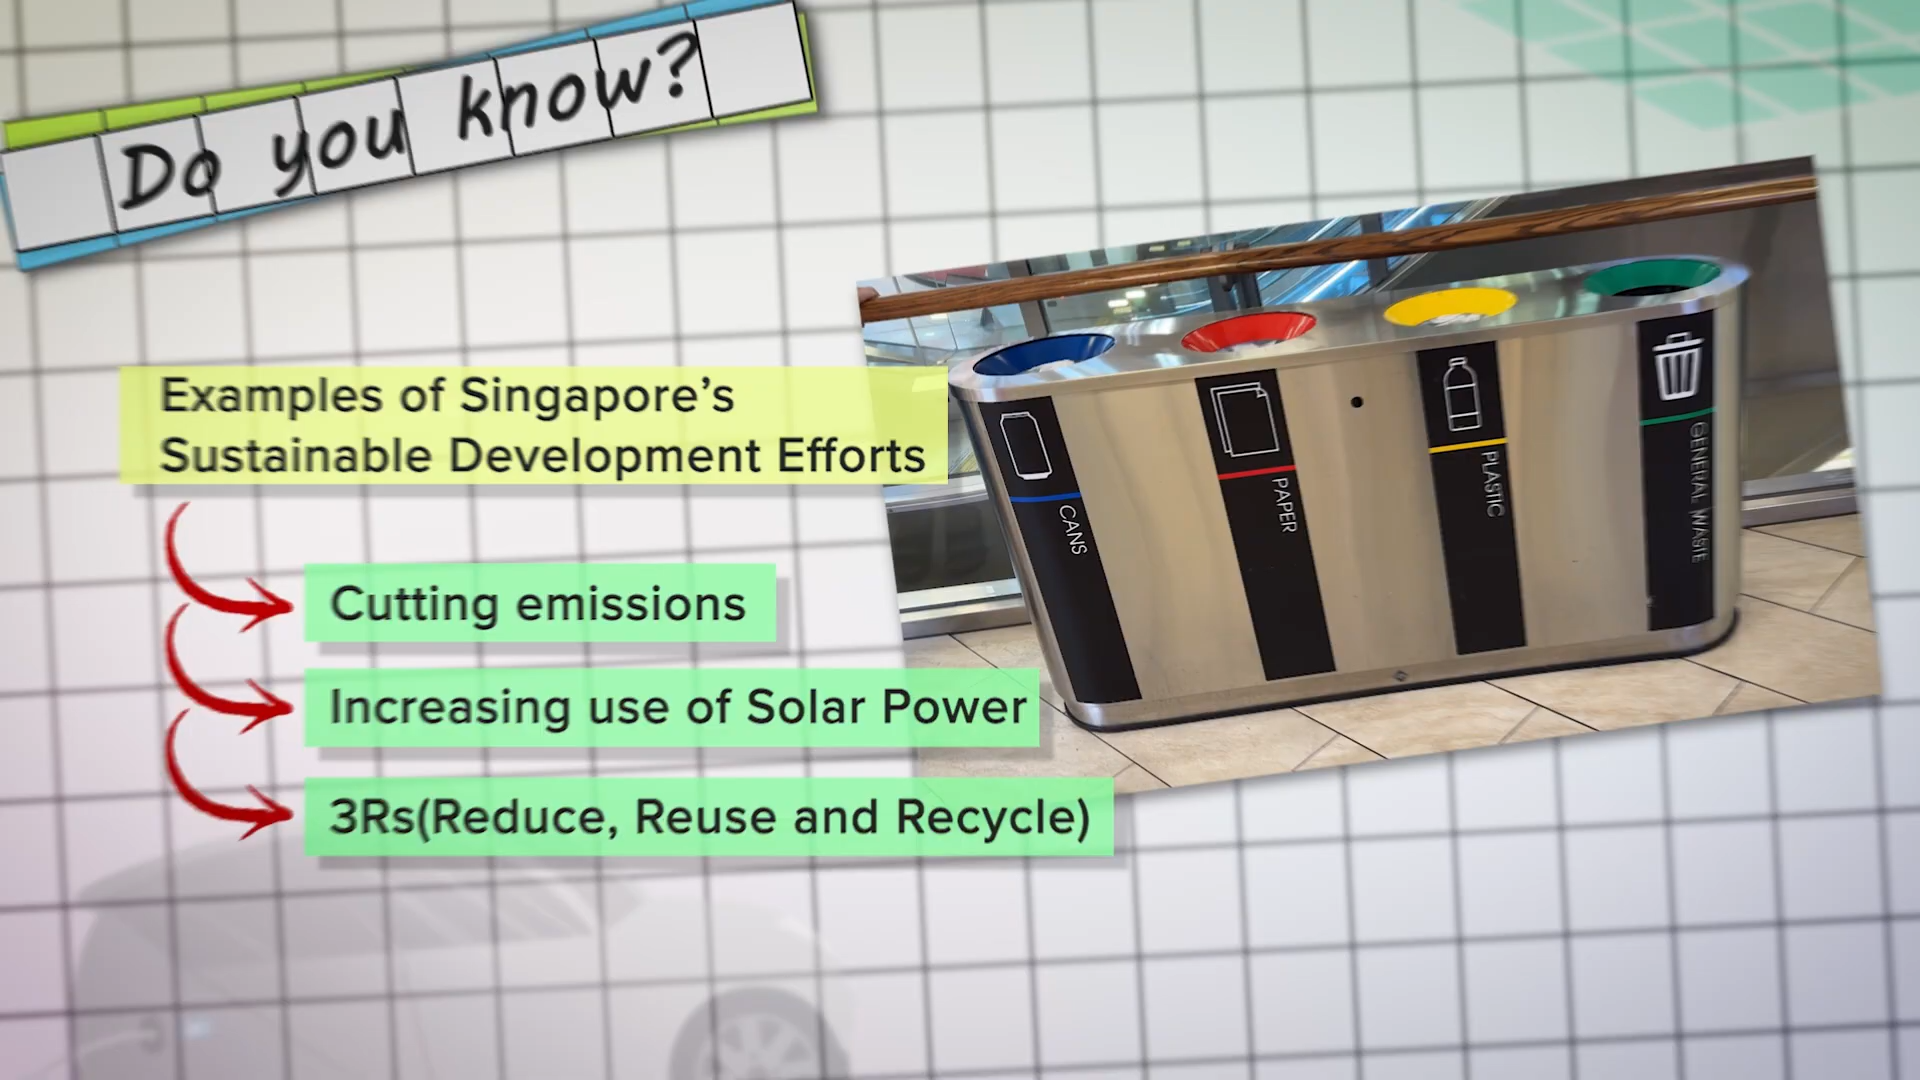 Do you know?
Examples of Singapore’s
Sustainable Development Efforts
Cutting emissions
Increasing use of Solar Power
3Rs(Reduce, Reuse and Recycle)
CANS
PAPER
PLASTIC
GENERAL WASTE